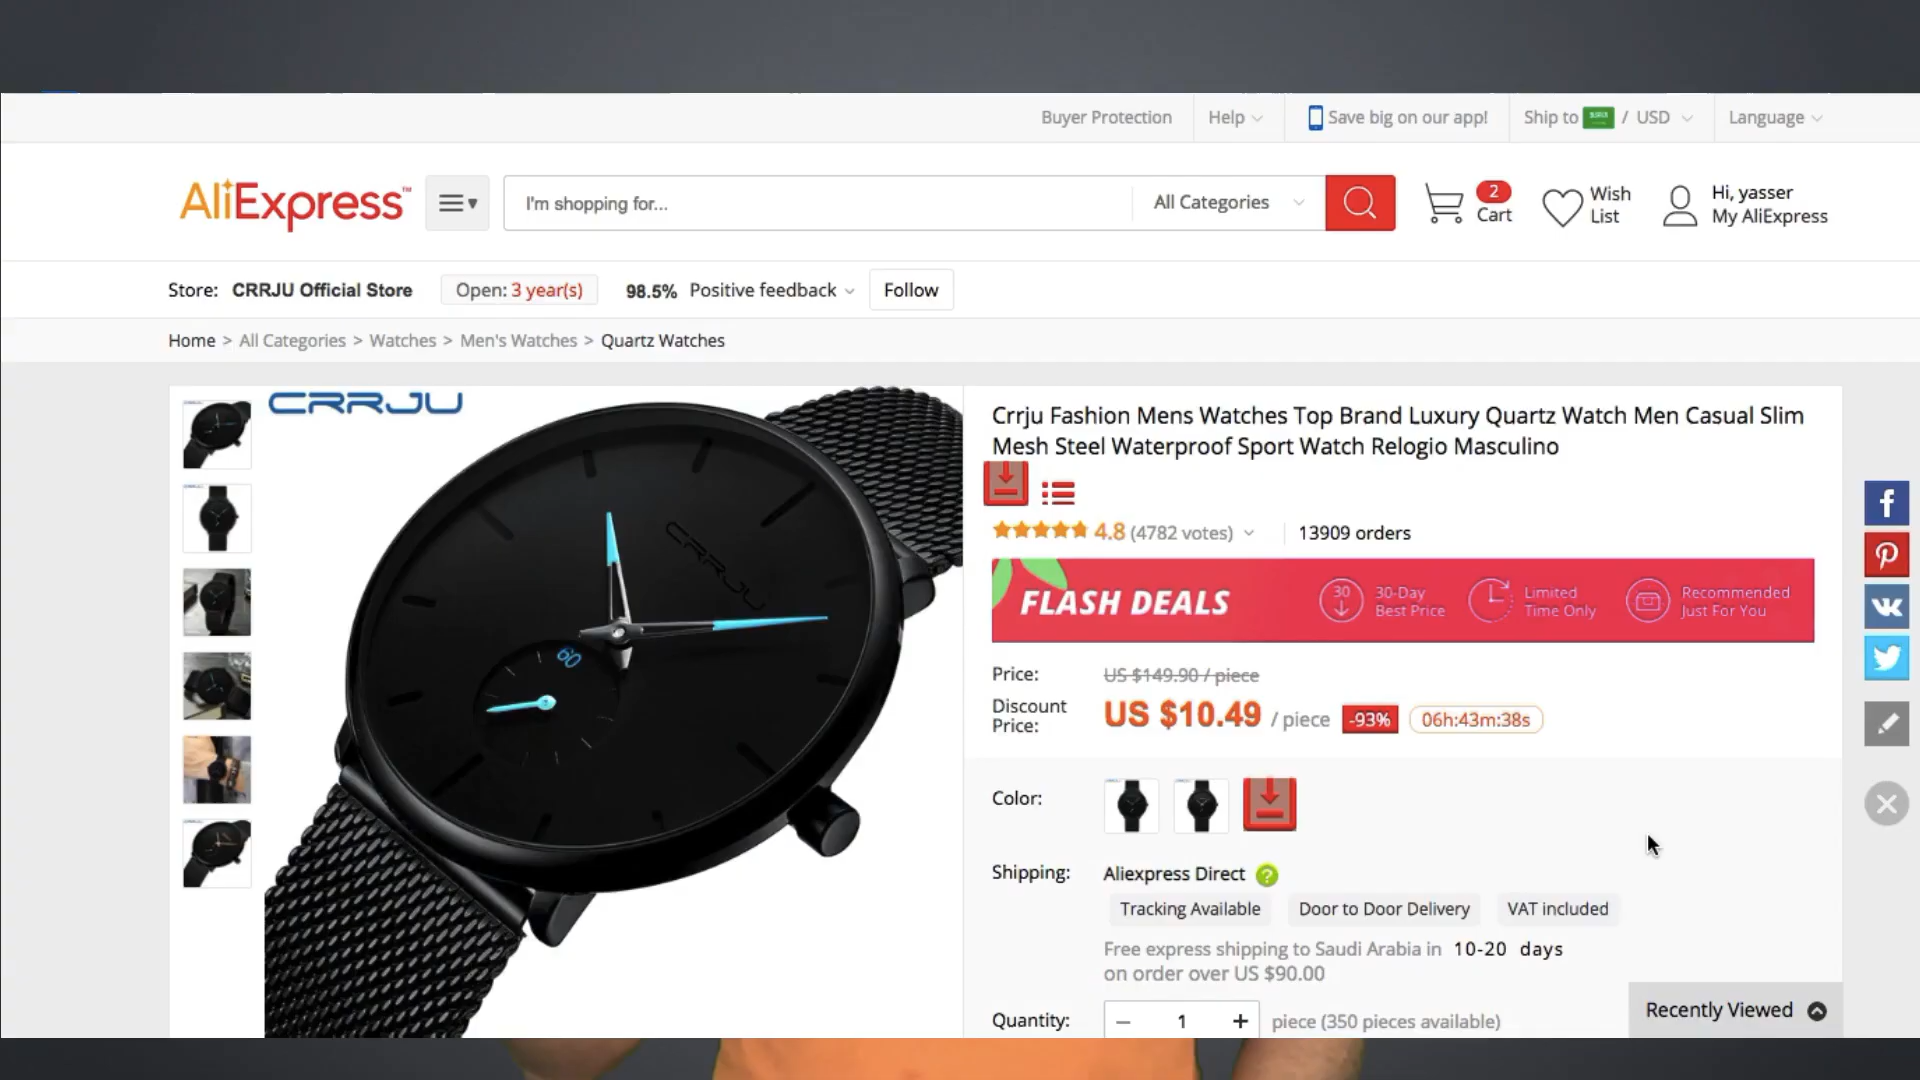 Buyer Protection
Help
Save big on our app!
Ship to / USD
Language
AliExpress™
I'm shopping for...
All Categories
2
Cart
Wish
List
Hi, yasser
My AliExpress
Store: CRRJU Official Store
Open: 3 year(s)
98.5% Positive feedback
Follow
Home > All Categories > Watches > Men's Watches > Quartz Watches
CRRJU
CRRJU
60
Crrju Fashion Mens Watches Top Brand Luxury Quartz Watch Men Casual Slim
Mesh Steel Waterproof Sport Watch Relogio Masculino
4.8 (4782 votes)
13909 orders
FLASH DEALS
30
30-Day
Best Price
Limited
Time Only
Recommended
Just For You
Price: US $149.90 / piece
Discount
Price:
US $10.49 / piece
-93%
06h:43m:38s
Color:
Shipping: Aliexpress Direct ?
Tracking Available
Door to Door Delivery
VAT included
Free express shipping to Saudi Arabia in 10-20 days
on order over US $90.00
Quantity: − 1 + piece (350 pieces available)
Recently Viewed